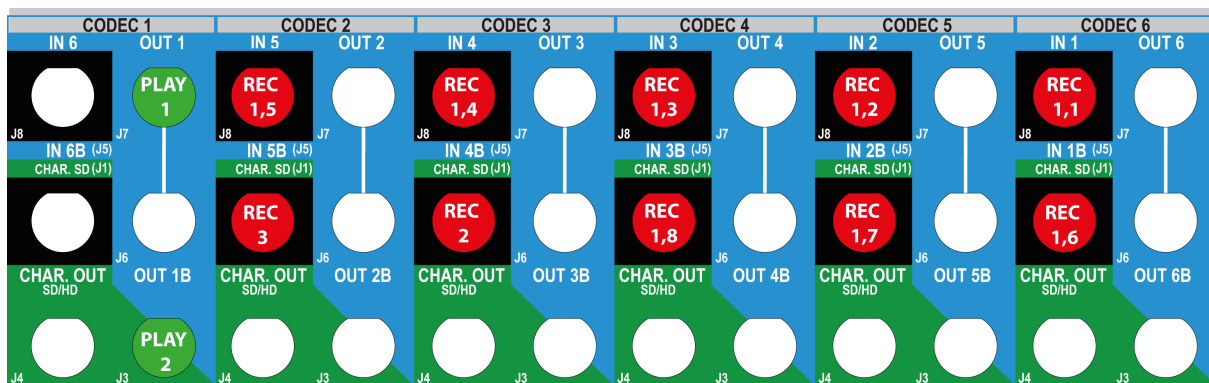 CODEC 1 CODEC 2 CODEC 3 CODEC 4 CODEC 5 CODEC 6
IN 6 OUT 1 IN 5 OUT 2 IN 4 OUT 3 IN 3 OUT 4 IN 2 OUT 5 IN 1 OUT 6
PLAY REC REC REC REC REC
1 1,5 1,4 1,3 1,2 1,1
J8 J7 J8 J7 J8 J7 J8 J7 J8 J7 J8 J7
IN 6B (J5) IN 5B (J5) IN 4B (J5) IN 3B (J5) IN 2B (J5) IN 1B (J5)
CHAR. SD (J1) CHAR. SD (J1) CHAR. SD (J1) CHAR. SD (J1) CHAR. SD (J1) CHAR. SD (J1)
REC REC REC REC REC
3 2 1,8 1,7 1,6
J6 J6 J6 J6 J6 J6
CHAR. OUT OUT 1B CHAR. OUT OUT 2B CHAR. OUT OUT 3B CHAR. OUT OUT 4B CHAR. OUT OUT 5B CHAR. OUT OUT 6B
SD/HD SD/HD SD/HD SD/HD SD/HD SD/HD
PLAY
2
J4 J3 J4 J3 J4 J3 J4 J3 J4 J3 J4 J3